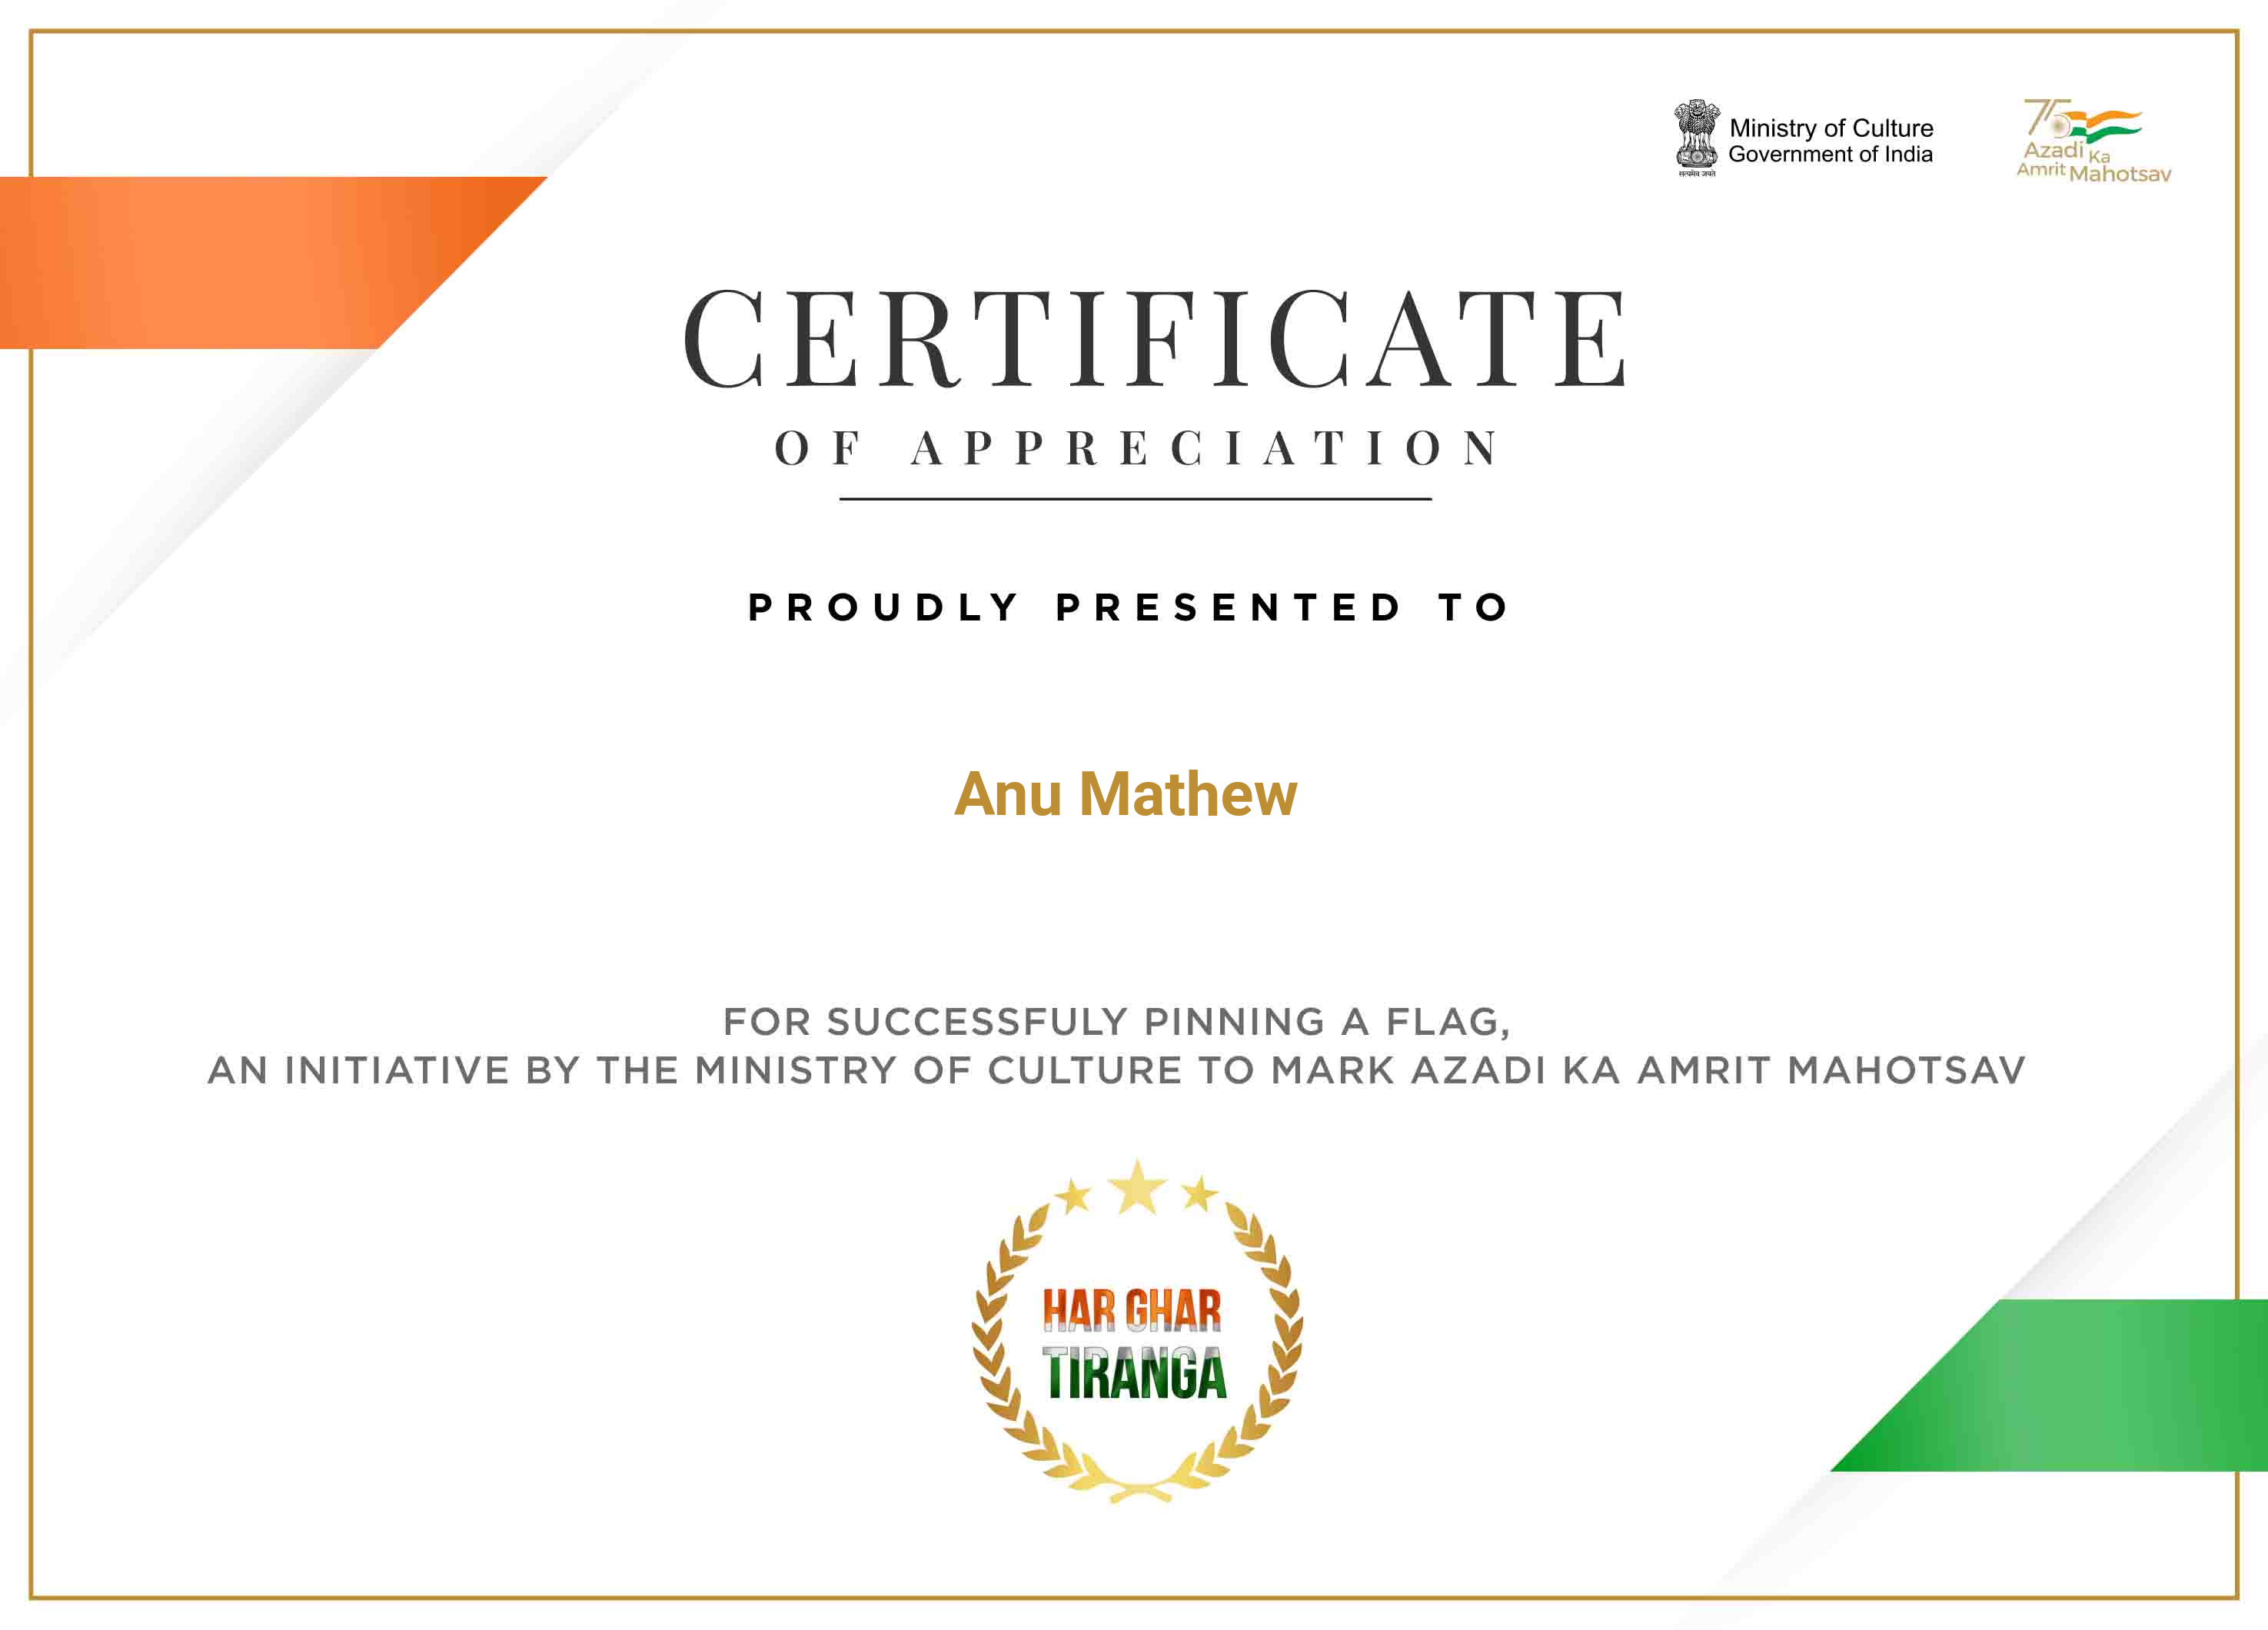 Ministry of Culture
Government of India
सत्यमेव जयते
75
Azadi Ka
Amrit Mahotsav
CERTIFICATE
OF APPRECIATION
PROUDLY PRESENTED TO
Anu Mathew
FOR SUCCESSFULY PINNING A FLAG,
AN INITIATIVE BY THE MINISTRY OF CULTURE TO MARK AZADI KA AMRIT MAHOTSAV
HAR GHAR
TIRANGA